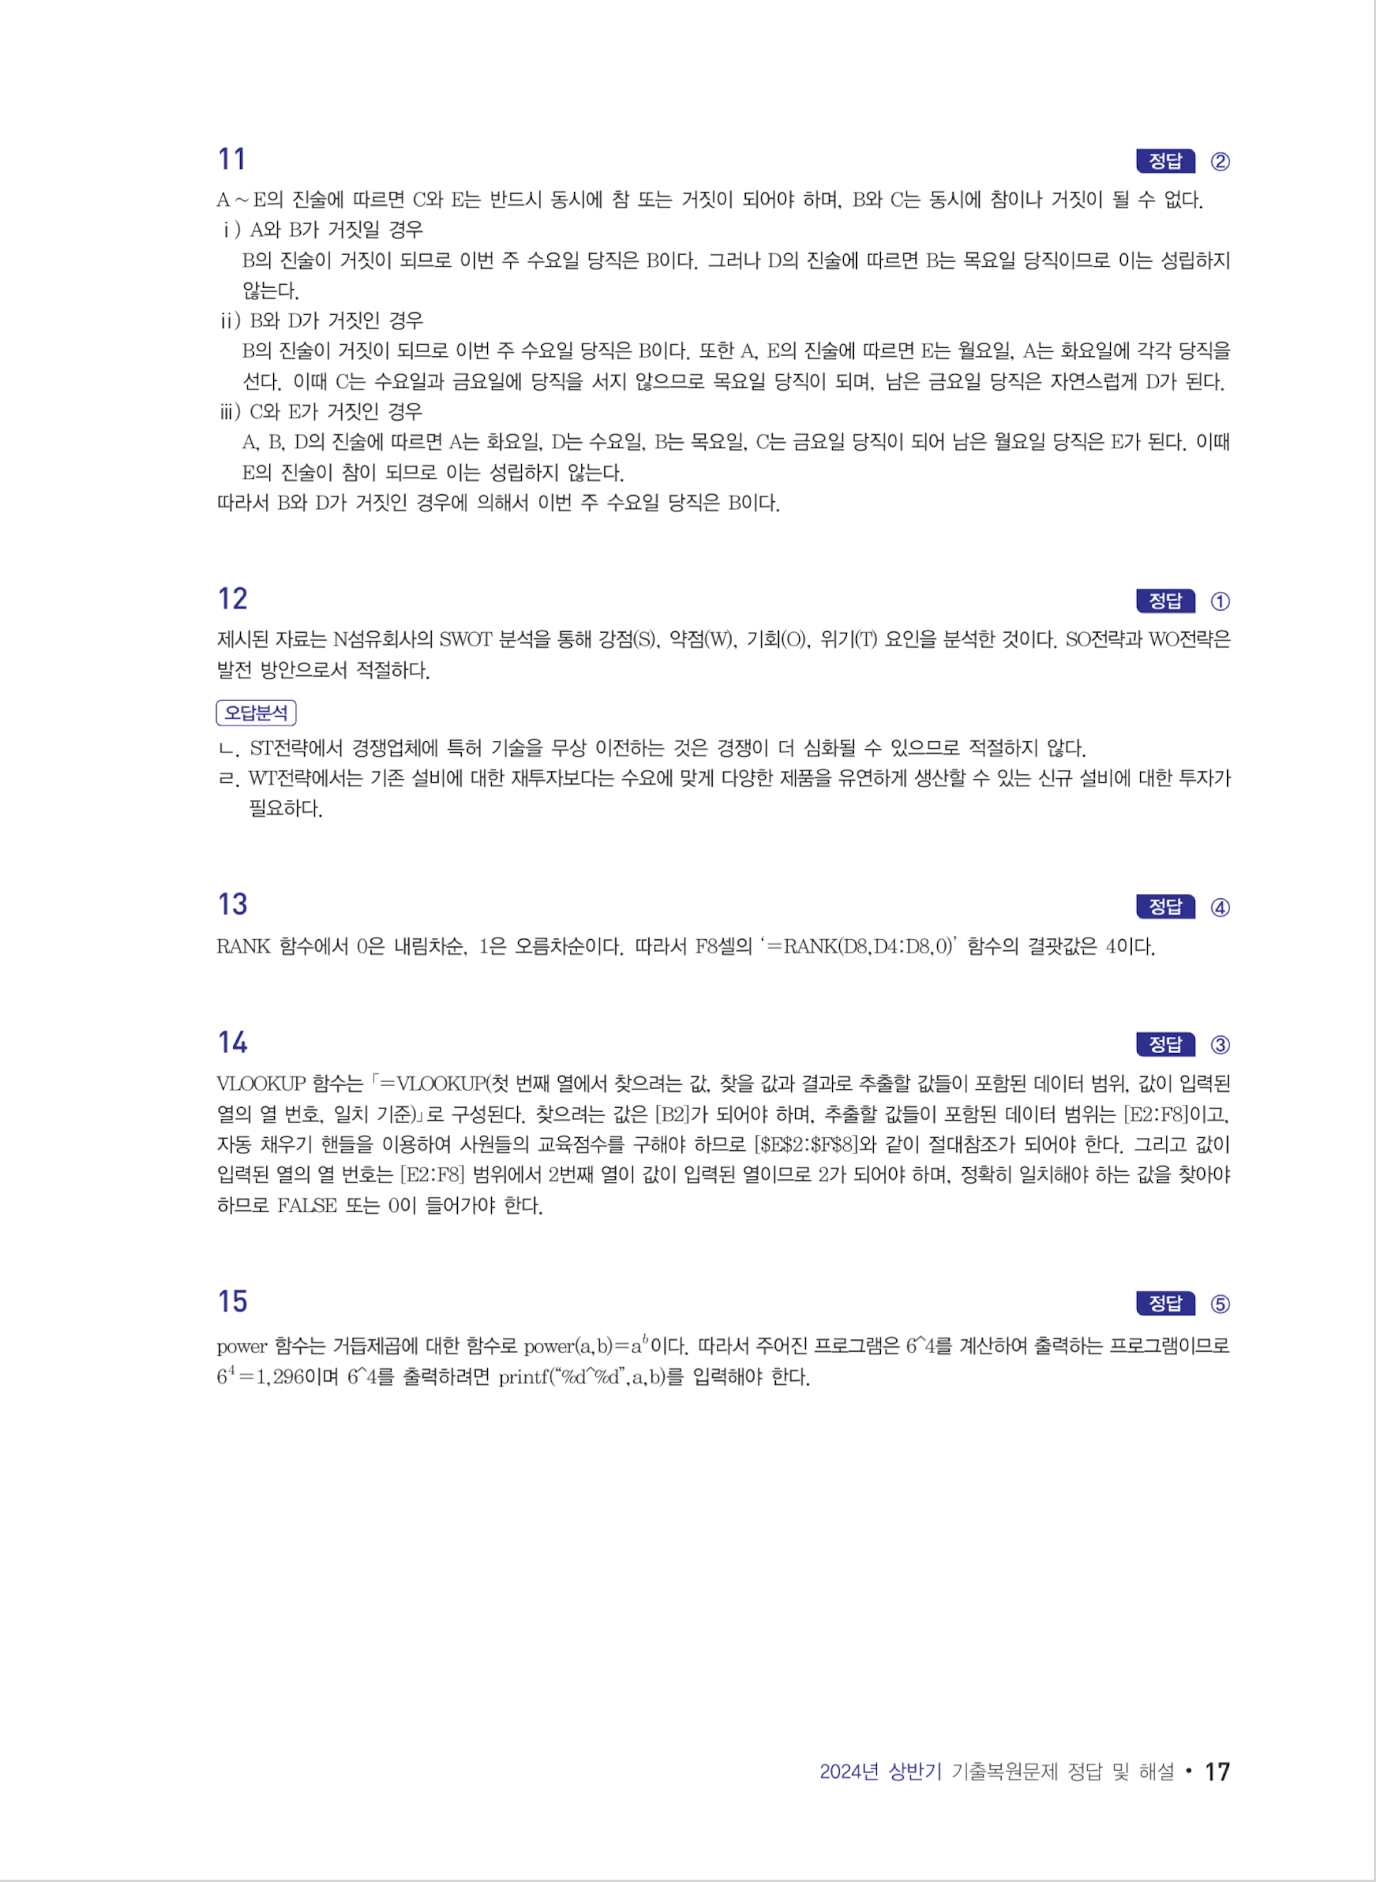 11
정답 ②
A ~ E의 진술에 따르면 C와 E는 반드시 동시에 참 또는 거짓이 되어야 하며, B와 C는 동시에 참이나 거짓이 될 수 없다.
ⅰ) A와 B가 거짓일 경우
B의 진술이 거짓이 되므로 이번 주 수요일 당직은 B이다. 그러나 D의 진술에 따르면 B는 목요일 당직이므로 이는 성립하지
않는다.
ⅱ) B와 D가 거짓인 경우
B의 진술이 거짓이 되므로 이번 주 수요일 당직은 B이다. 또한 A, E의 진술에 따르면 E는 월요일, A는 화요일에 각각 당직을
선다. 이때 C는 수요일과 금요일에 당직을 서지 않으므로 목요일 당직이 되며, 남은 금요일 당직은 자연스럽게 D가 된다.
ⅲ) C와 E가 거짓인 경우
A, B, D의 진술에 따르면 A는 화요일, D는 수요일, B는 목요일, C는 금요일 당직이 되어 남은 월요일 당직은 E가 된다. 이때
E의 진술이 참이 되므로 이는 성립하지 않는다.
따라서 B와 D가 거짓인 경우에 의해서 이번 주 수요일 당직은 B이다.
12
정답 ①
제시된 자료는 N섬유회사의 SWOT 분석을 통해 강점(S), 약점(W), 기회(O), 위기(T) 요인을 분석한 것이다. SO전략과 WO전략은
발전 방안으로서 적절하다.
오답분석
ㄴ. ST전략에서 경쟁업체에 특허 기술을 무상 이전하는 것은 경쟁이 더 심화될 수 있으므로 적절하지 않다.
ㄹ. WT전략에서는 기존 설비에 대한 재투자보다는 수요에 맞게 다양한 제품을 유연하게 생산할 수 있는 신규 설비에 대한 투자가
필요하다.
13
정답 ④
RANK 함수에서 0은 내림차순, 1은 오름차순이다. 따라서 F8셀의 ‘=RANK(D8,D4:D8,0)’ 함수의 결괏값은 4이다.
14
정답 ③
VLOOKUP 함수는 「=VLOOKUP(첫 번째 열에서 찾으려는 값, 찾을 값과 결과로 추출할 값들이 포함된 데이터 범위, 값이 입력된
열의 열 번호, 일치 기준)」로 구성된다. 찾으려는 값은 [B2]가 되어야 하며, 추출할 값들이 포함된 데이터 범위는 [E2:F8]이고,
자동 채우기 핸들을 이용하여 사원들의 교육점수를 구해야 하므로 [$E$2:$F$8]와 같이 절대참조가 되어야 한다. 그리고 값이
입력된 열의 열 번호는 [E2:F8] 범위에서 2번째 열이 값이 입력된 열이므로 2가 되어야 하며, 정확히 일치해야 하는 값을 찾아야
하므로 FALSE 또는 0이 들어가야 한다.
15
정답 ⑤
power 함수는 거듭제곱에 대한 함수로 power(a,b)=aᵇ이다. 따라서 주어진 프로그램은 6^4를 계산하여 출력하는 프로그램이므로
6⁴=1,296이며 6^4를 출력하려면 printf(“%d^%d”,a,b)를 입력해야 한다.
2024년 상반기 기출복원문제 정답 및 해설 • 17